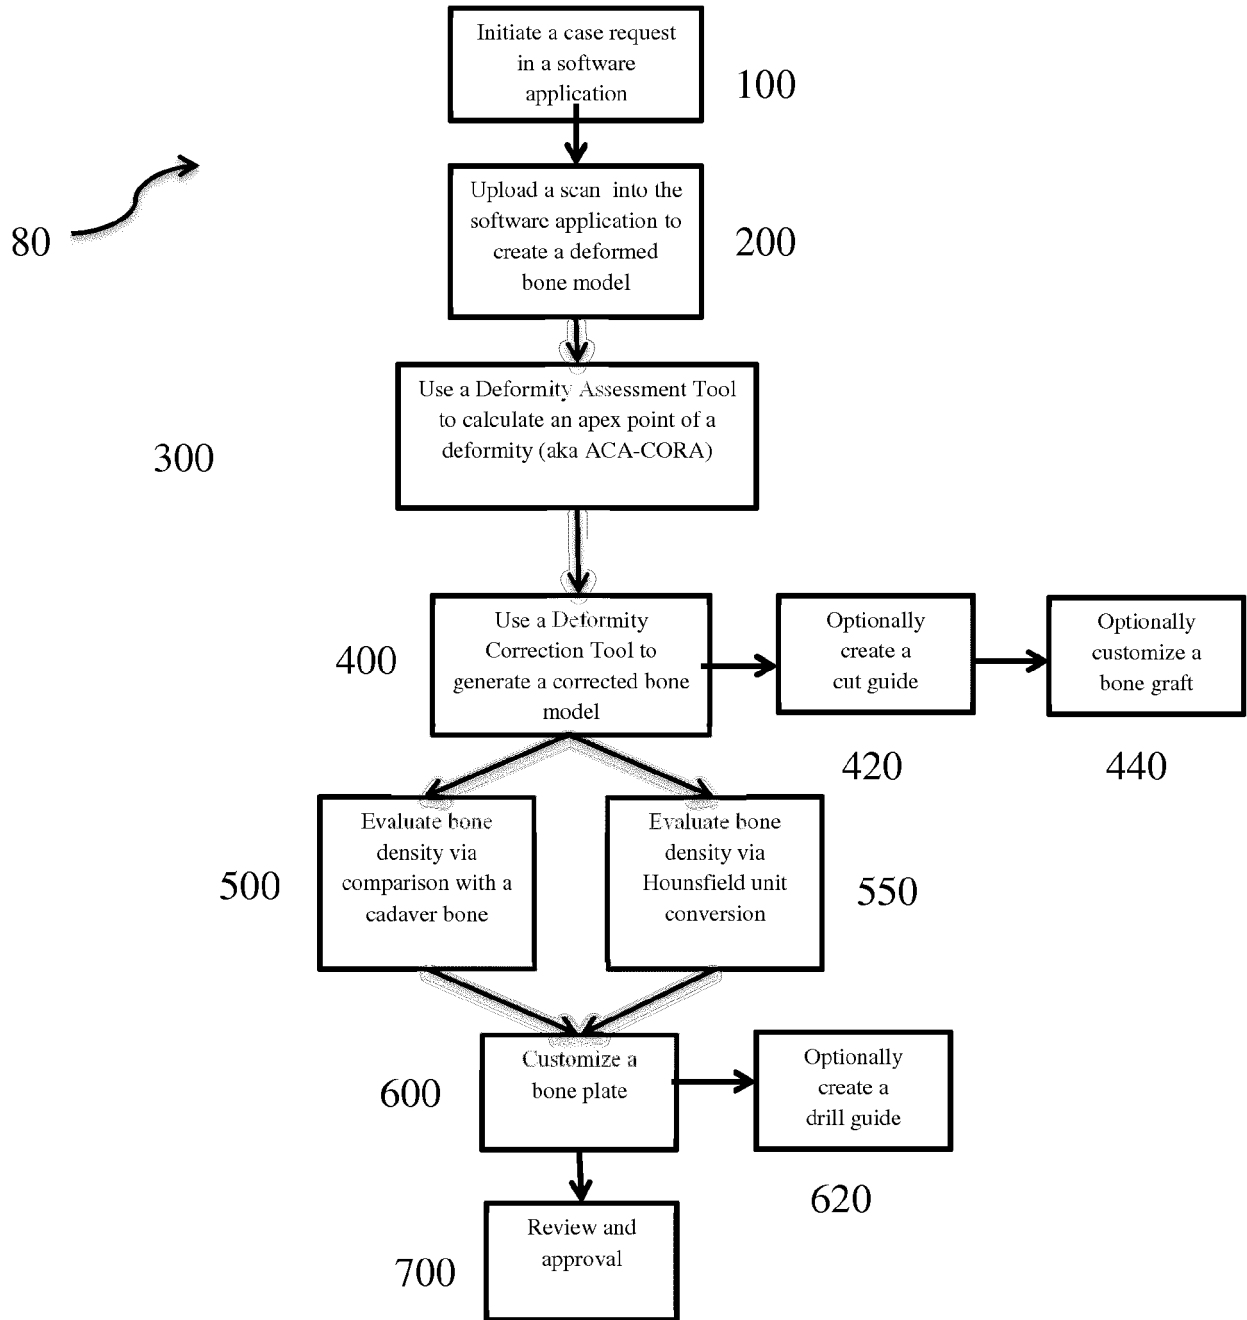 Initiate a case request
in a software
application
100
Upload a scan into the
software application to
create a deformed
bone model
200
80
Use a Deformity Assessment Tool
to calculate an apex point of a
deformity (aka ACA-CORA)
300
Use a Deformity
Correction Tool to
generate a corrected bone
model
400
Optionally
create a
cut guide
420
Optionally
customize a
bone graft
440
Evaluate bone
density via
comparison with a
cadaver bone
500
Evaluate bone
density via
Hounsfield unit
conversion
550
Customize a
bone plate
600
Optionally
create a
drill guide
620
Review and
approval
700